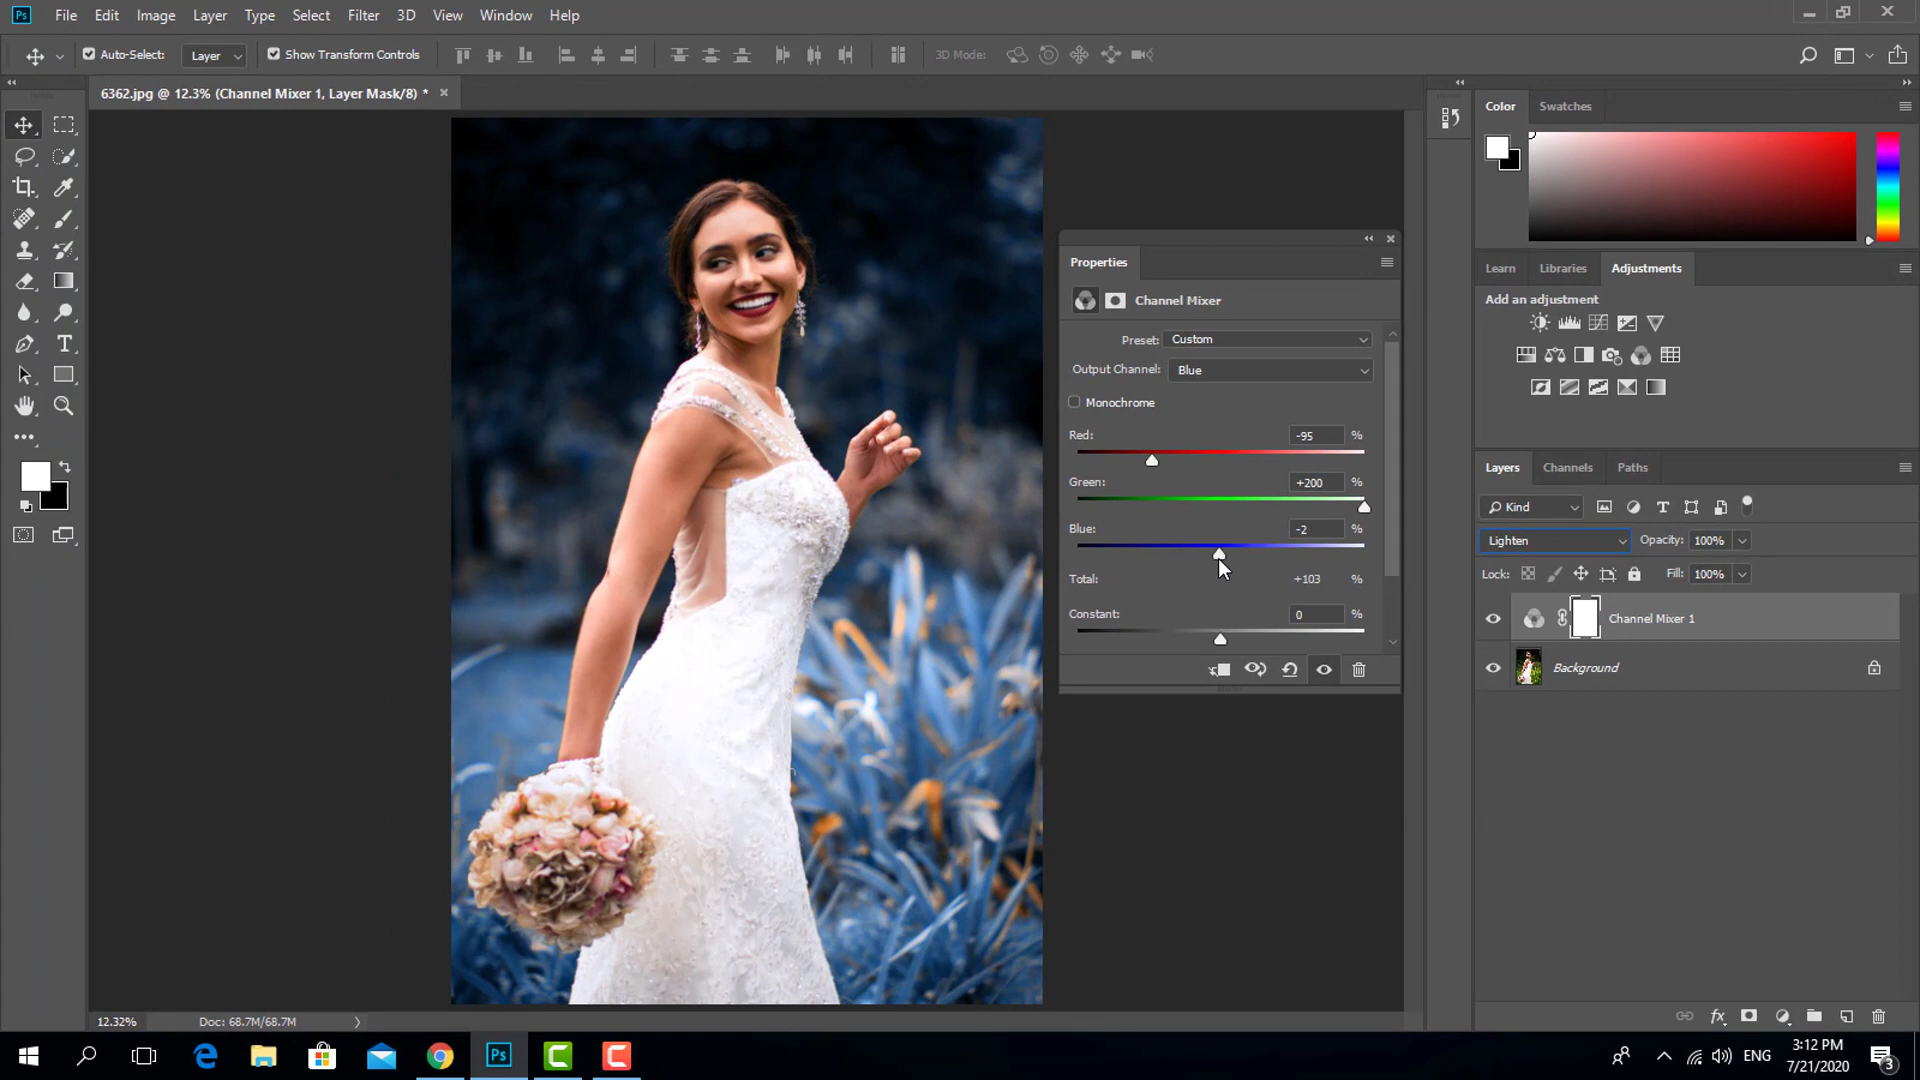 Ps File Edit Image Layer Type Select Filter 3D View Window Help
Auto-Select: Layer Show Transform Controls 3D Mode:
6362.jpg @ 12.3% (Channel Mixer 1, Layer Mask/8) *
Color Swatches
Learn Libraries Adjustments
Add an adjustment
Properties
Channel Mixer
Preset: Custom
Output Channel: Blue
Monochrome
Red: -95 %
Green: +200 %
Blue: -2 %
Total: +103 %
Constant: 0 %
Layers Channels Paths
Kind
Lighten Opacity: 100%
Lock: Fill: 100%
Channel Mixer 1
Background
12.32% Doc: 68.7M/68.7M
Ps ENG 3:12 PM
7/21/2020 3